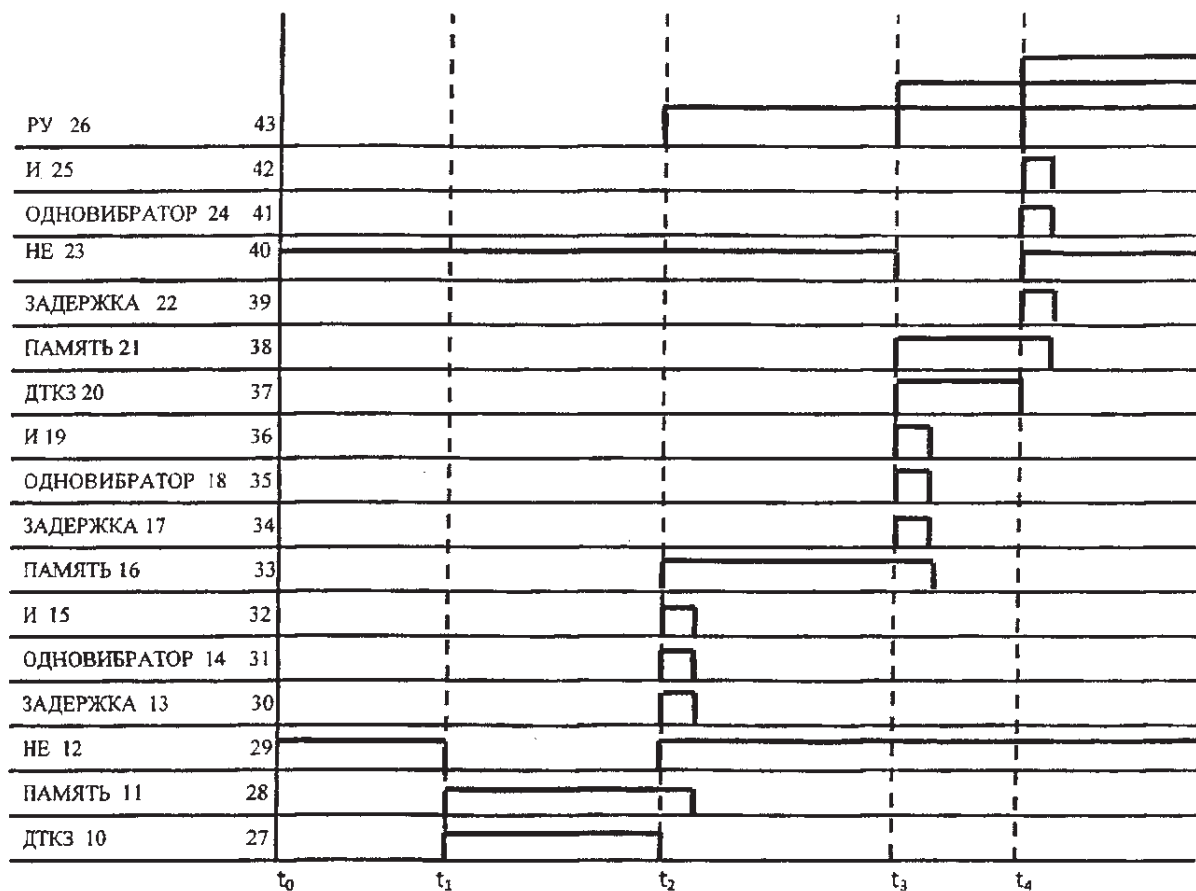 РУ 26 43
И 25 42
ОДНОВИБРАТОР 24 41
НЕ 23 40
ЗАДЕРЖКА 22 39
ПАМЯТЬ 21 38
ДТКЗ 20 37
И 19 36
ОДНОВИБРАТОР 18 35
ЗАДЕРЖКА 17 34
ПАМЯТЬ 16 33
И 15 32
ОДНОВИБРАТОР 14 31
ЗАДЕРЖКА 13 30
НЕ 12 29
ПАМЯТЬ 11 28
ДТКЗ 10 27
t₀ t₁ t₂ t₃ t₄